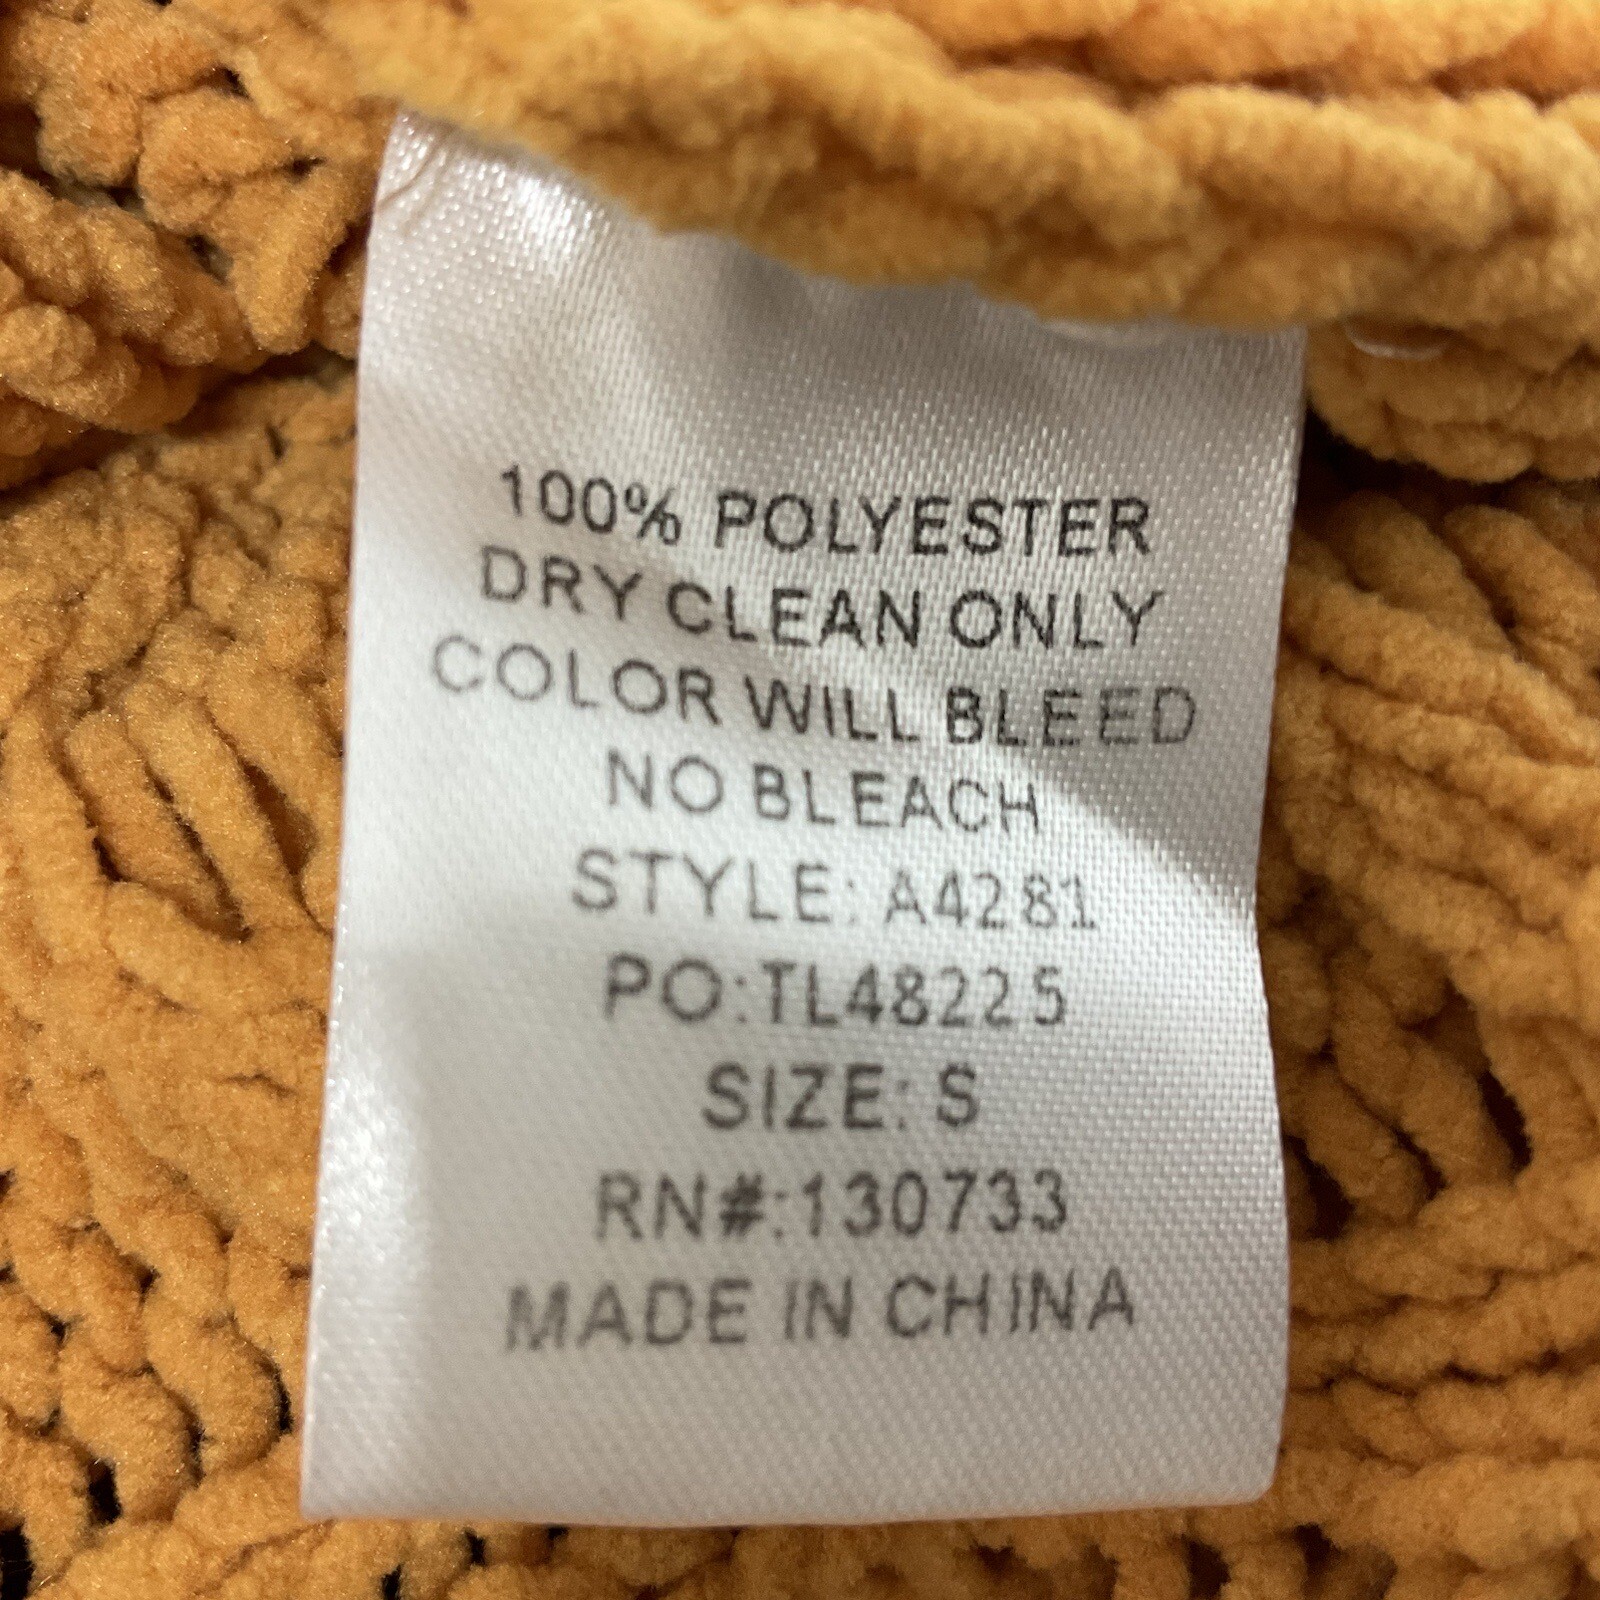 100% POLYESTER
DRY CLEAN ONLY
COLOR WILL BLEED
NO BLEACH
STYLE: A4281
PO:TL48225
SIZE: S
RN#:130733
MADE IN CHINA